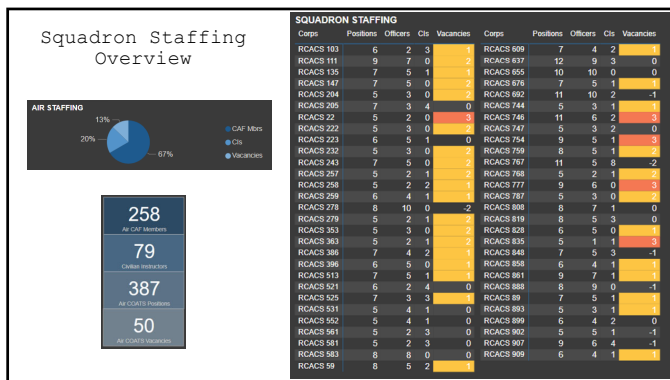 Squadron Staffing
Overview
AIR STAFFING
13%
20%
67%
CAF Mbrs
CIs
Vacancies
258
Air CAF Members
79
Civilian Instructors
387
Air COATS Positions
50
Air COATS Vacancies
SQUADRON STAFFING
Corps Positions Officers CIs Vacancies
RCACS 103 6 2 3 1
RCACS 111 9 7 0 2
RCACS 135 7 5 1 1
RCACS 147 7 5 0 2
RCACS 204 5 3 0 2
RCACS 205 7 3 4 0
RCACS 22 5 2 0 3
RCACS 222 5 3 0 2
RCACS 223 6 5 1 0
RCACS 232 5 3 0 2
RCACS 243 7 5 0 2
RCACS 257 5 2 1 2
RCACS 258 5 2 2 1
RCACS 259 6 4 1 1
RCACS 278 8 10 0 -2
RCACS 279 5 2 1 2
RCACS 353 5 3 0 2
RCACS 363 5 2 1 2
RCACS 386 7 4 2 1
RCACS 396 6 5 0 1
RCACS 513 7 5 1 1
RCACS 521 6 2 4 0
RCACS 525 7 3 3 1
RCACS 531 5 4 1 0
RCACS 552 5 4 1 0
RCACS 561 5 2 3 0
RCACS 581 5 2 3 0
RCACS 583 8 8 0 0
RCACS 59 8 5 2 1
Corps Positions Officers CIs Vacancies
RCACS 609 7 4 2 1
RCACS 637 12 9 3 0
RCACS 655 10 10 0 0
RCACS 676 7 5 1 1
RCACS 692 11 10 2 -1
RCACS 744 5 3 1 1
RCACS 746 11 6 2 3
RCACS 747 5 3 2 0
RCACS 754 9 5 1 3
RCACS 759 8 5 1 2
RCACS 767 11 5 8 -2
RCACS 768 5 2 1 2
RCACS 777 9 6 0 3
RCACS 787 5 3 0 2
RCACS 808 8 7 1 0
RCACS 819 8 5 3 0
RCACS 828 6 5 0 1
RCACS 835 5 1 1 3
RCACS 848 7 5 3 -1
RCACS 858 6 4 1 1
RCACS 861 9 7 1 1
RCACS 888 8 9 0 -1
RCACS 89 7 5 1 1
RCACS 893 5 3 1 1
RCACS 899 6 4 2 0
RCACS 902 5 5 1 -1
RCACS 907 9 6 4 -1
RCACS 909 6 4 1 1